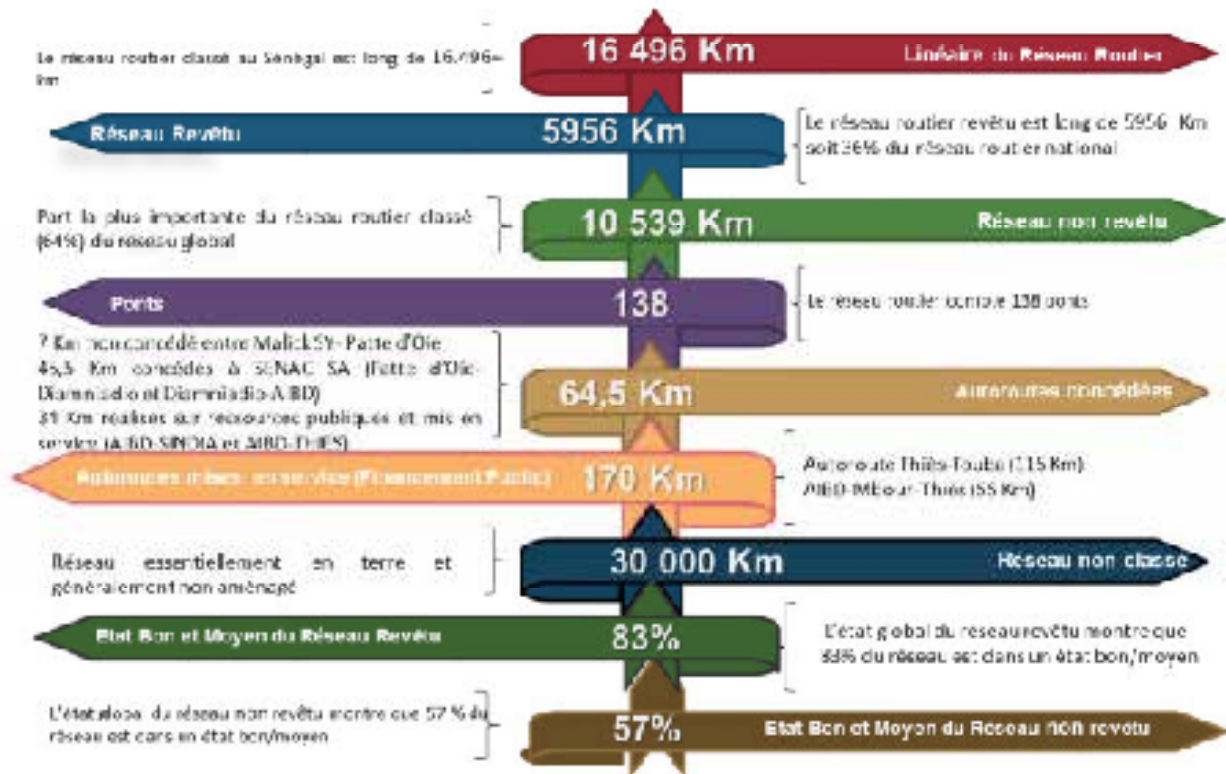 Le réseau routier classé au Sénégal est long de 16.496
km
16 496 Km
Linéaire du Réseau Routier
Réseau Revêtu
5956 Km
Le réseau routier revêtu est long de 5956 Km
soit 36% du réseau routier national
Part la plus importante du réseau routier classé
(64%) du réseau global
10 539 Km
Réseau non revêtu
Ponts
138
Le réseau routier compte 138 ponts
7 Km non concédé entre Malick SY- Patte d'Oie
Km concédés à SENAC SA (Patte d'Oie-
Diamniadio et Diamniadio-AIBD)
Km réalisés sur ressources publiques et mis en
service (AIBD-SINDIA et AIBD-THIES)
64,5 Km
Autoroutes concédées
Autoroutes mises en service (Financement Public)
170 Km
Autoroute Thiès-Touba (115 Km)
AIBD-Mbour-Thiès (55 Km)
Réseau essentiellement en terre et
généralement non aménagé
30 000 Km
Réseau non classé
Etat Bon et Moyen du Réseau Revêtu
83%
L'état global du réseau revêtu montre que
83% du réseau est dans un état bon/moyen
L'état global du réseau non revêtu montre que 57 % du
réseau est dans un état bon/moyen
57%
Etat Bon et Moyen du Réseau non revêtu